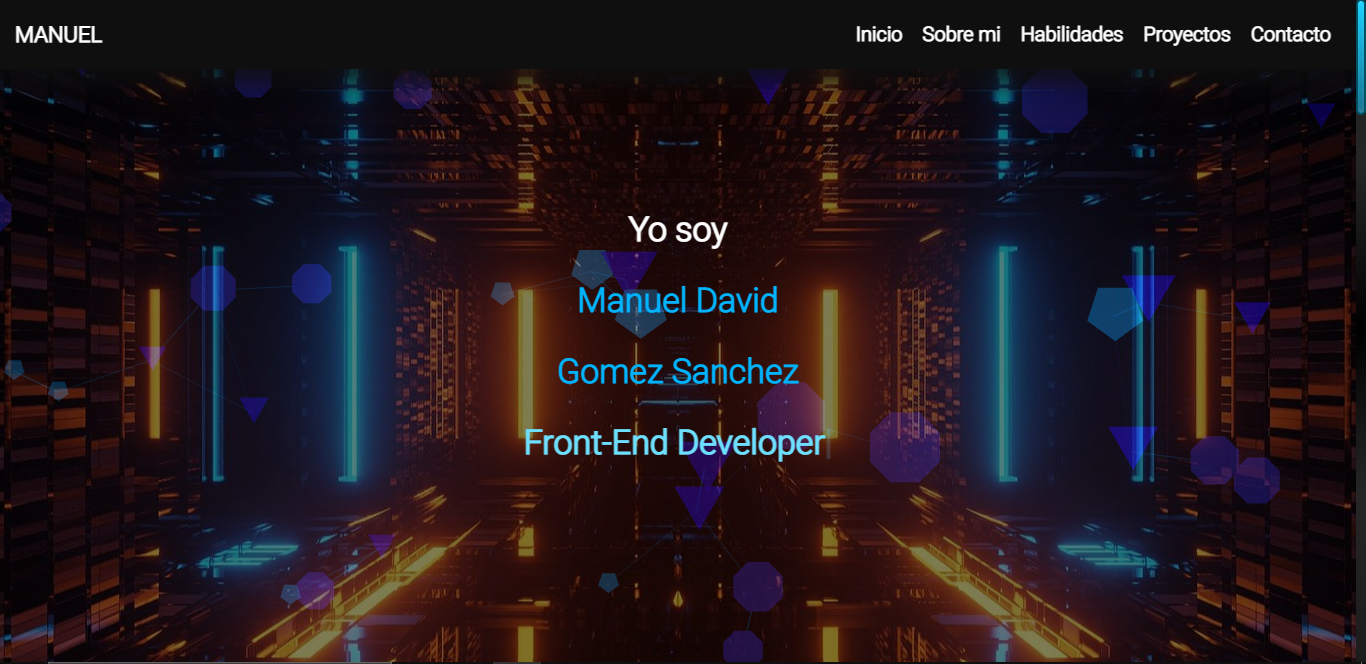 MANUEL
Inicio Sobre mi Habilidades Proyectos Contacto
Yo soy
Manuel David
Gomez Sanchez
Front-End Developer